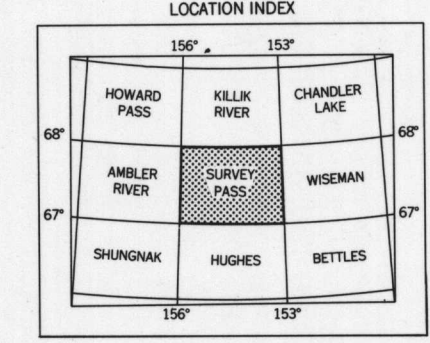 LOCATION INDEX
156° 153°
HOWARD PASS KILLIK RIVER CHANDLER LAKE
68° 68°
AMBLER RIVER SURVEY PASS WISEMAN
67° 67°
SHUNGNAK HUGHES BETTLES
156° 153°